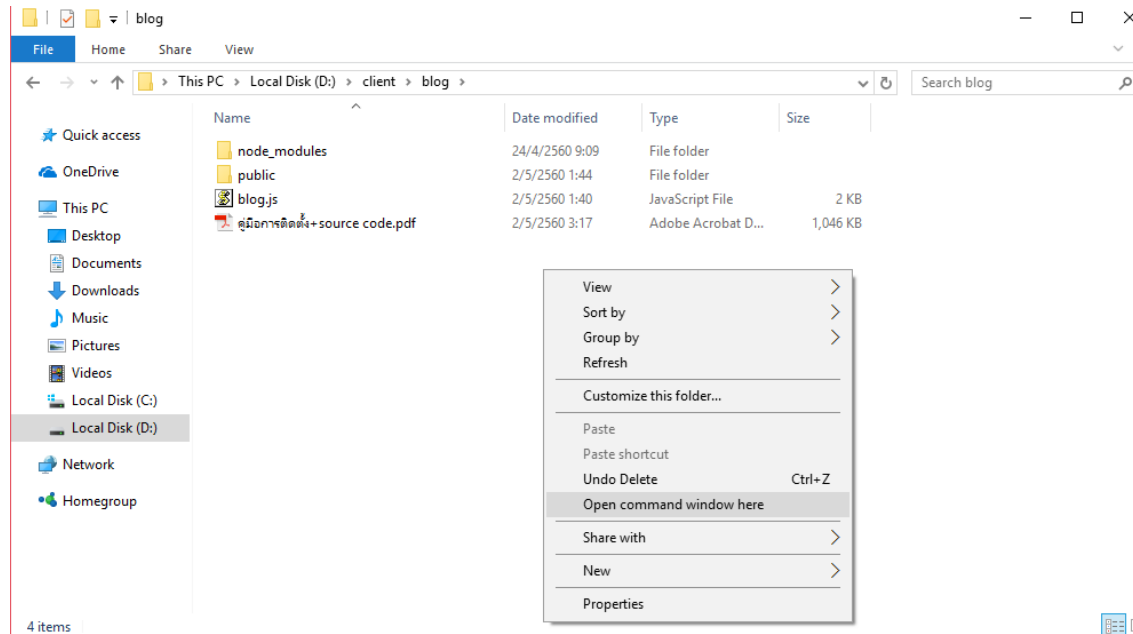 blog
File Home Share View
This PC > Local Disk (D:) > client > blog >
Search blog
Name Date modified Type Size
Quick access
OneDrive
This PC
Desktop
Documents
Downloads
Music
Pictures
Videos
Local Disk (C:)
Local Disk (D:)
Network
Homegroup
node_modules 24/4/2560 9:09 File folder
public 2/5/2560 1:44 File folder
blog.js 2/5/2560 1:40 JavaScript File 2 KB
คู่มือการติดตั้ง+source code.pdf 2/5/2560 3:17 Adobe Acrobat D... 1,046 KB
View
Sort by
Group by
Refresh
Customize this folder...
Paste
Paste shortcut
Undo Delete Ctrl+Z
Open command window here
Share with
New
Properties
4 items